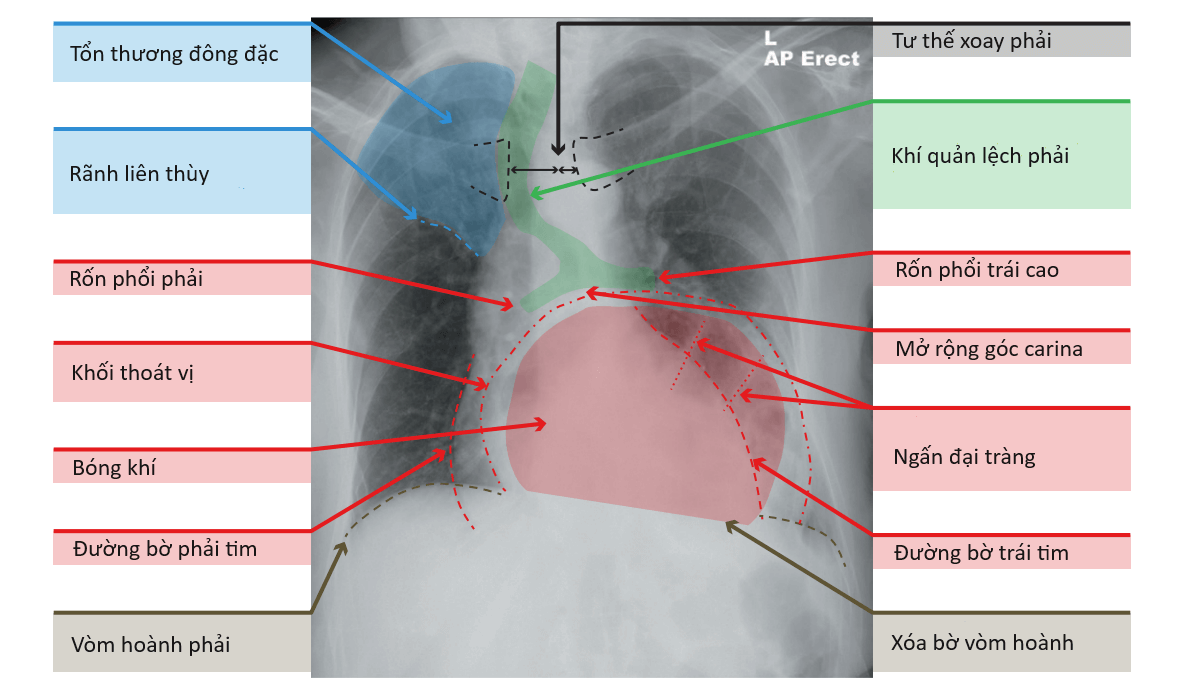 Tổn thương đông đặc
Rãnh liên thùy
Rốn phổi phải
Khối thoát vị
Bóng khí
Đường bờ phải tim
Vòm hoành phải
L
AP Erect
Tư thế xoay phải
Khí quản lệch phải
Rốn phổi trái cao
Mở rộng góc carina
Ngấn đại tràng
Đường bờ trái tim
Xóa bờ vòm hoành